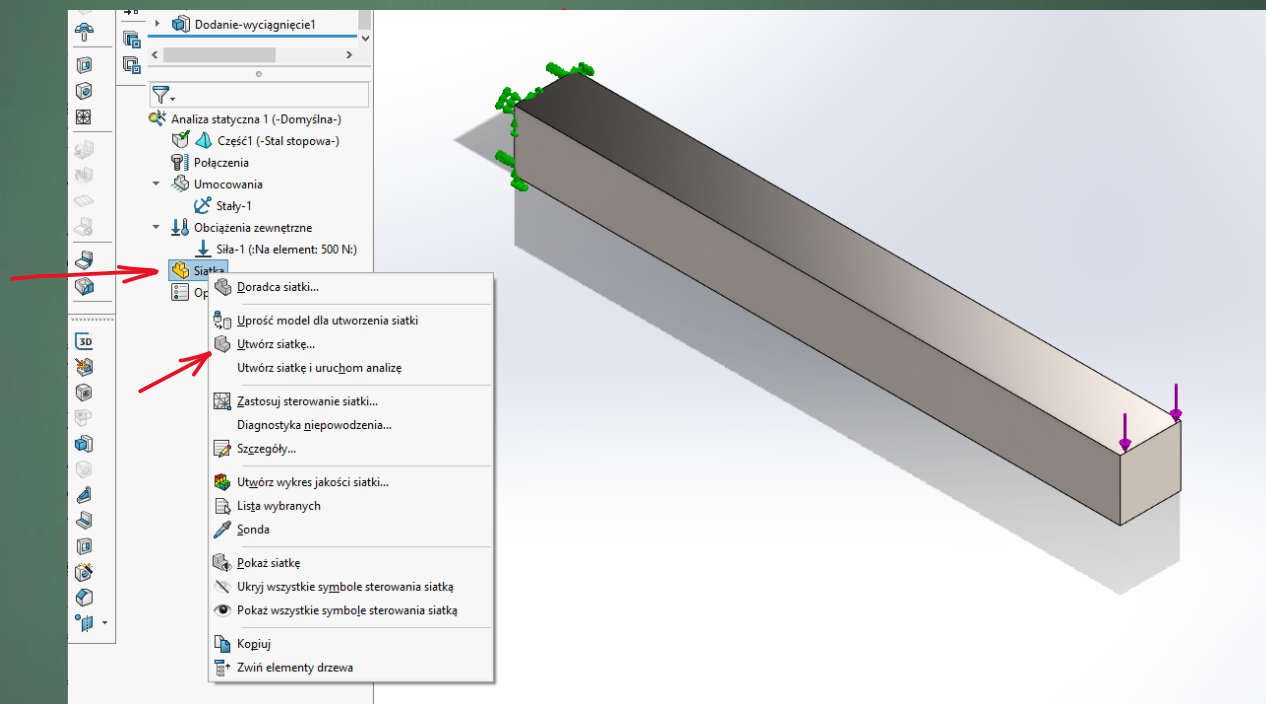 Dodanie-wyciągnięcie1
Analiza statyczna 1 (-Domyślna-)
Część1 (-Stal stopowa-)
Połączenia
Umocowania
Stały-1
Obciążenia zewnętrzne
Siła-1 (:Na element: 500 N:)
Siatka
Op
Doradca siatki...
Uprość model dla utworzenia siatki
Utwórz siatkę...
Utwórz siatkę i uruchom analizę
Zastosuj sterowanie siatki...
Diagnostyka niepowodzenia...
Szczegóły...
Utwórz wykres jakości siatki...
Lista wybranych
Sonda
Pokaż siatkę
Ukryj wszystkie symbole sterowania siatką
Pokaż wszystkie symbole sterowania siatką
Kopiuj
Zwiń elementy drzewa
3D